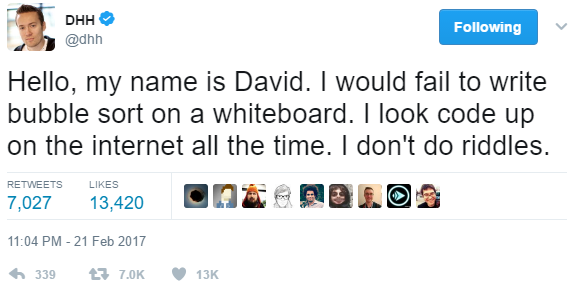 DHH
@dhh
Following
Hello, my name is David. I would fail to write
bubble sort on a whiteboard. I look code up
on the internet all the time. I don't do riddles.
RETWEETS LIKES
7,027 13,420
11:04 PM - 21 Feb 2017
339 7.0K 13K